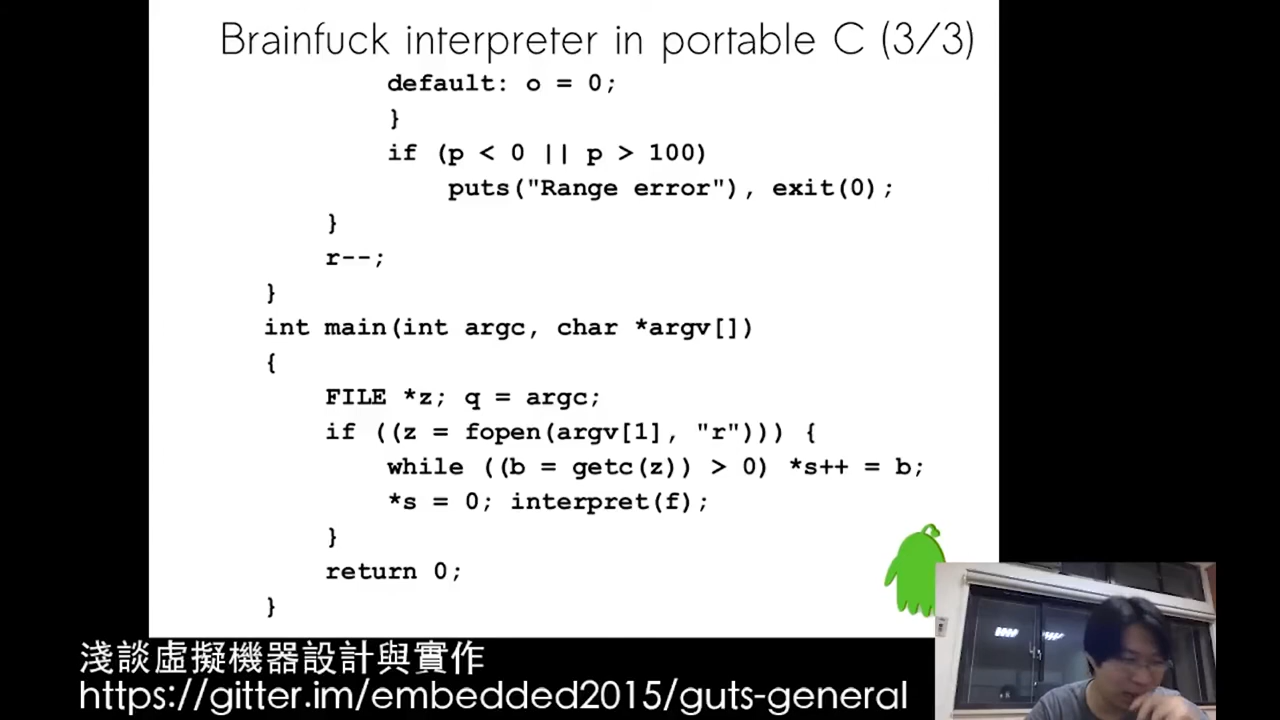 Brainfuck interpreter in portable C (3/3)
default: o = 0;
}
if (p < 0 || p > 100)
puts("Range error"), exit(0);
}
r--;
}
int main(int argc, char *argv[])
{
FILE *z; q = argc;
if ((z = fopen(argv[1], "r"))) {
while ((b = getc(z)) > 0) *s++ = b;
*s = 0; interpret(f);
}
return 0;
}
淺談虛擬機器設計與實作
https://gitter.im/embedded2015/guts-general